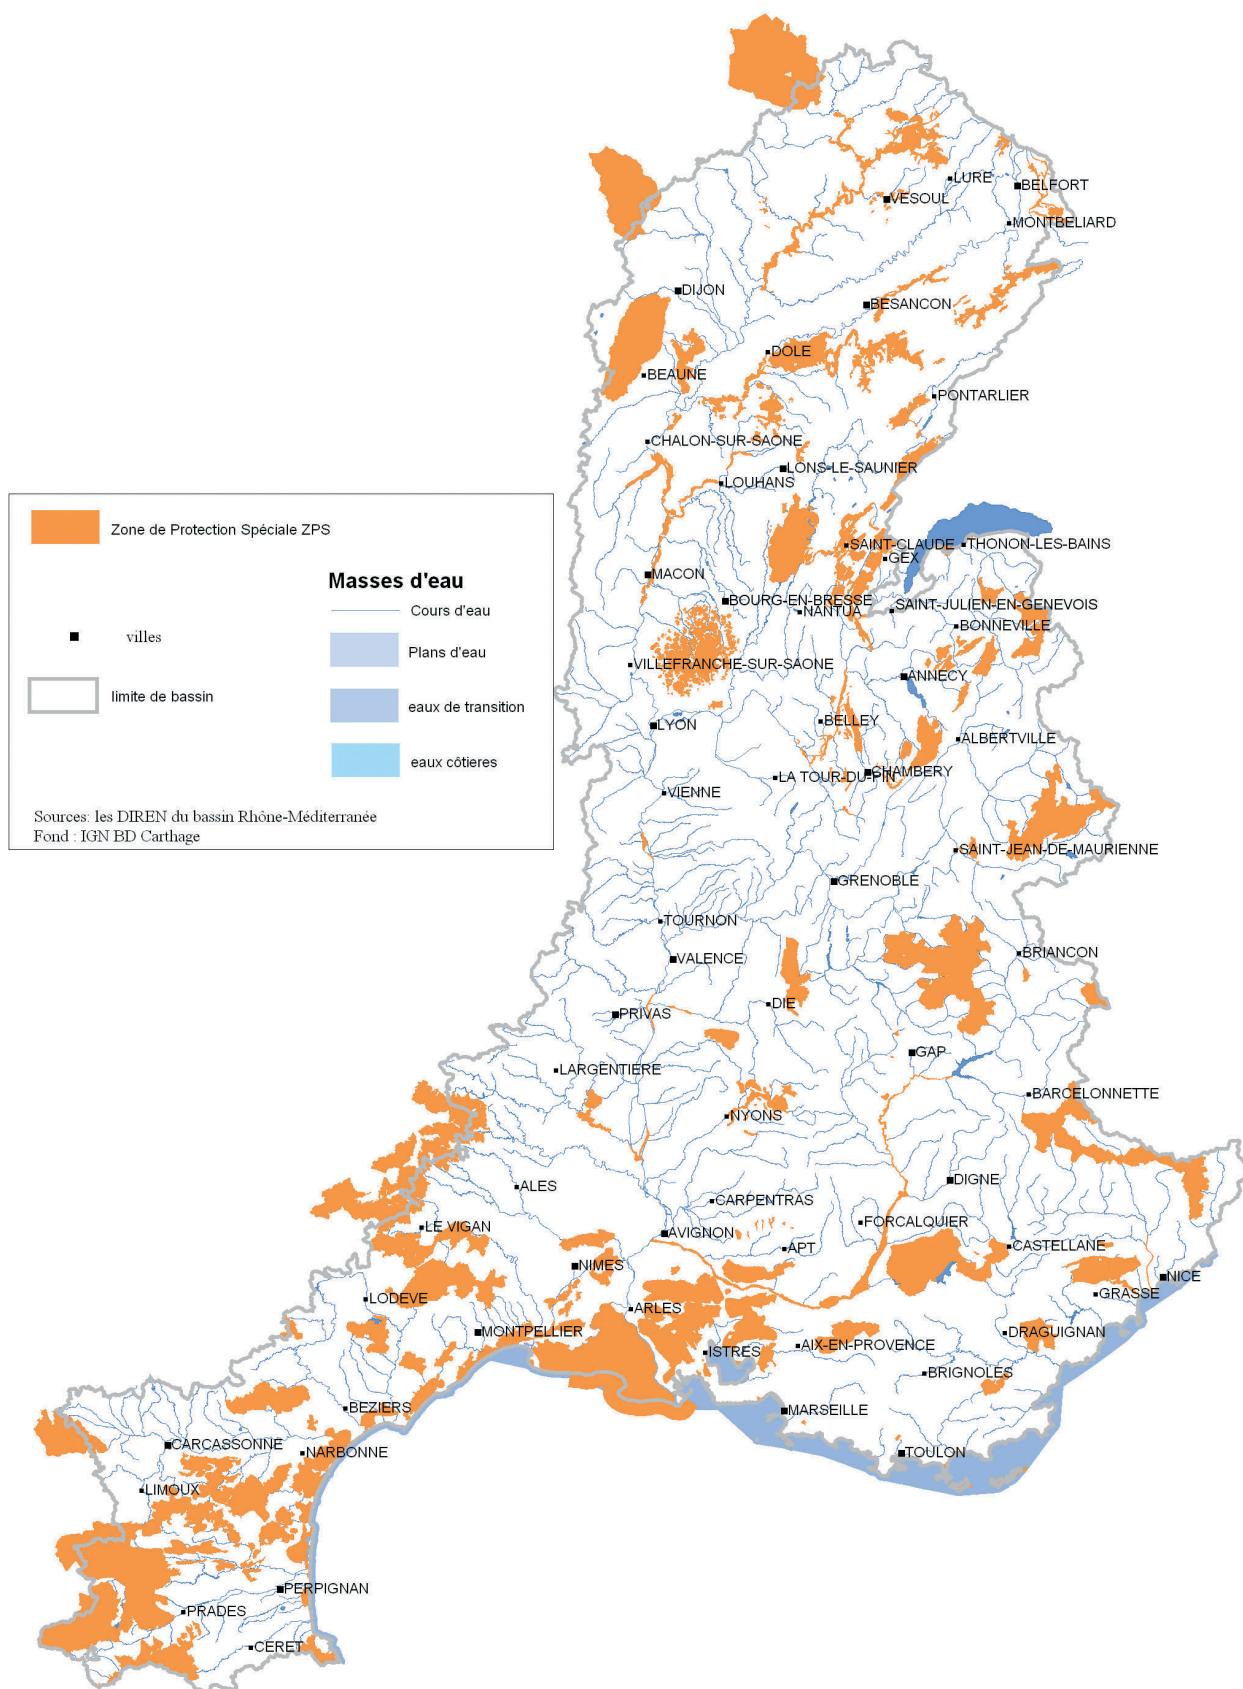 LURE
BELFORT
VESOUL
MONTBELIARD
DIJON
BESANCON
DOLE
BEAUNE
PONTARLIER
CHALON-SUR-SAONE
LONS-LE-SAUNIER
LOUHANS
Zone de Protection Spéciale ZPS
Masses d'eau
Cours d'eau
villes
Plans d'eau
limite de bassin
eaux de transition
eaux côtieres
Sources: les DIREN du bassin Rhône-Méditerranée
Fond : IGN BD Carthage
SAINT-CLAUDE
THONON-LES-BAINS
GEX
MACON
BOURG-EN-BRESSE
NANTUA
SAINT-JULIEN-EN-GENEVOIS
BONNEVILLE
VILLEFRANCHE-SUR-SAONE
ANNECY
LYON
BELLEY
ALBERTVILLE
CHAMBERY
LA TOUR-DU-PIN
VIENNE
SAINT-JEAN-DE-MAURIENNE
GRENOBLE
TOURNON
BRIANCON
VALENCE
DIE
PRIVAS
GAP
LARGENTIERE
BARCELONNETTE
NYONS
DIGNE
ALES
CARPENTRAS
FORCALQUIER
LE VIGAN
AVIGNON
APT
CASTELLANE
NIMES
NICE
GRASSE
LODEVE
ARLES
MONTPELLIER
DRAGUIGNAN
AIX-EN-PROVENCE
ISTRES
BRIGNOLES
BEZIERS
MARSEILLE
CARCASSONNE
NARBONNE
TOULON
LIMOUX
PERPIGNAN
PRADES
CERET